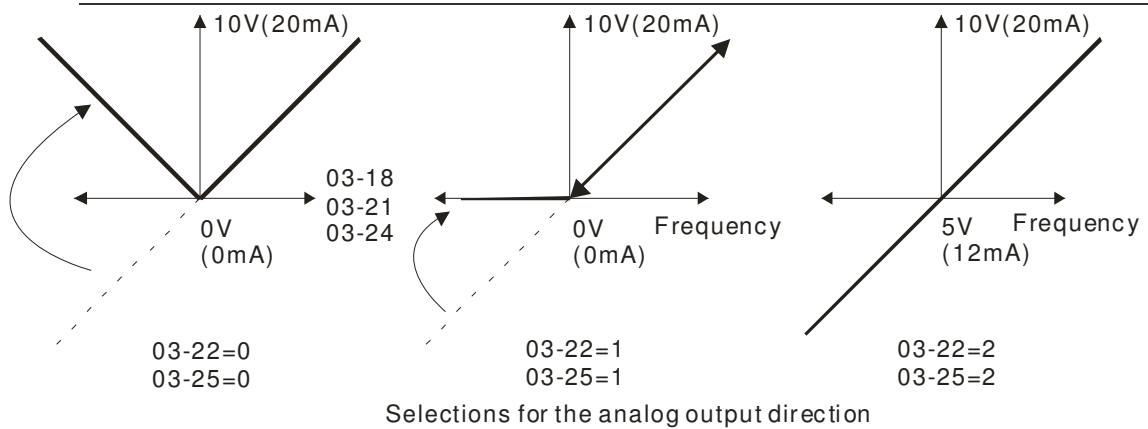 10V(20mA)
0V
(0mA)
03-18
03-21
03-24
03-22=0
03-25=0
10V(20mA)
0V
(0mA)
Frequency
03-22=1
03-25=1
10V(20mA)
5V
(12mA)
Frequency
03-22=2
03-25=2
Selections for the analog output direction